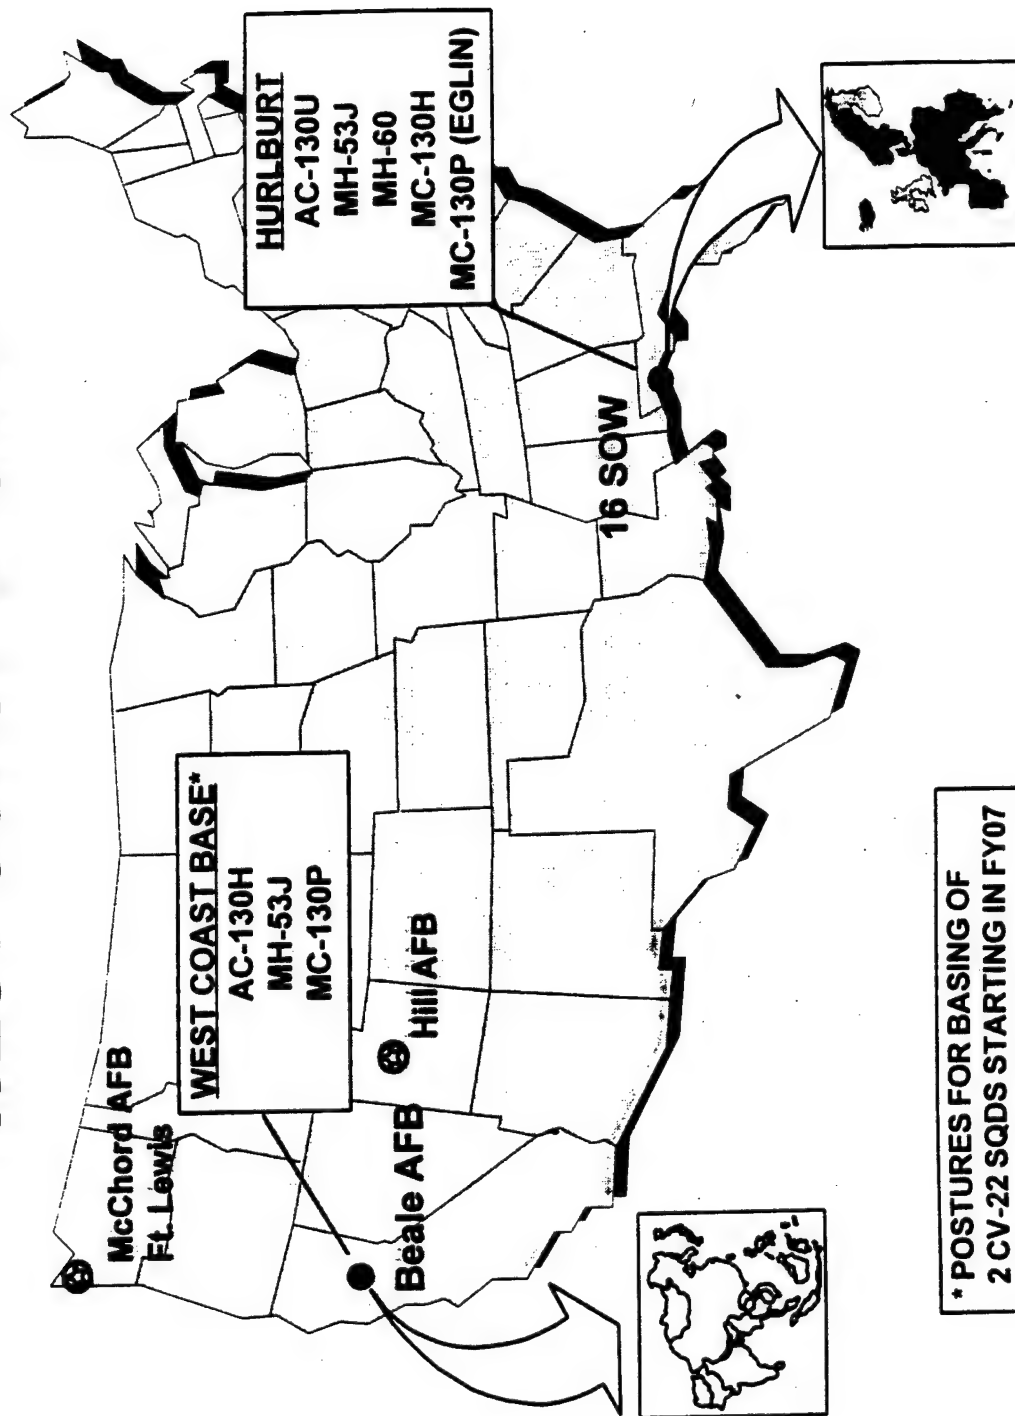 McChord AFB
Ft. Lewis
WEST COAST BASE*
AC-130H
MH-53J
MC-130P
Beale AFB
Hill AFB
HURLBURT
AC-130U
MH-53J
MH-60
MC-130H
MC-130P (EGLIN)
16 SOW
* POSTURES FOR BASING OF
2 CV-22 SQDS STARTING IN FY07